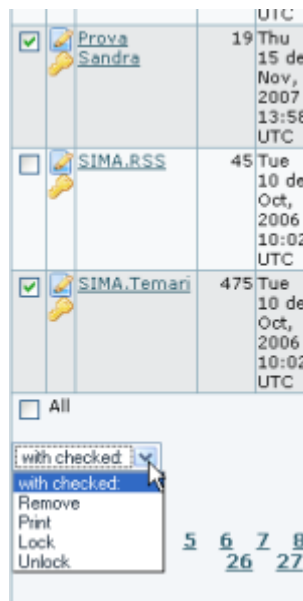 UTC
Prova 19 Thu
Sandra 15 de
Nov,
2007
13:58
UTC
SIMA.RSS 45 Tue
10 de
Oct,
2006
10:02
UTC
SIMA.Temari 475 Tue
10 de
Oct,
2006
10:02
UTC
All
with checked:
with checked:
Remove
Print
Lock
Unlock
5 6 7 8
26 27